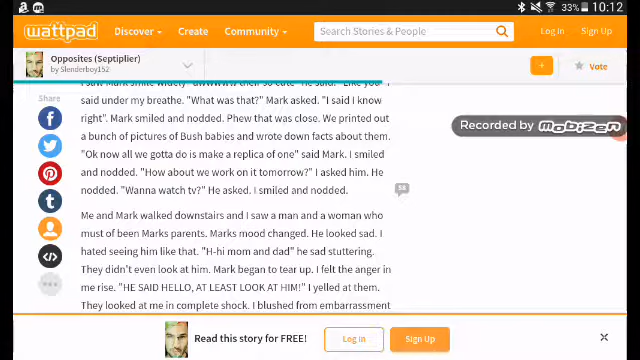 33% 10:12
wattpad Discover Create Community Search Stories & People Log In Sign Up
Opposites (Septiplier)
by Slenderboy152
+ Vote
Share
said under my breathe. "What was that?" Mark asked. "I said I know
right". Mark smiled and nodded. Phew that was close. We printed out
a bunch of pictures of Bush babies and wrote down facts about them.
"Ok now all we gotta do is make a replica of one" said Mark. I smiled
and nodded. "How about we work on it tomorrow?" I asked him. He
nodded. "Wanna watch tv?" He asked. I smiled and nodded.
58
Me and Mark walked downstairs and I saw a man and a woman who
must of been Marks parents. Marks mood changed. He looked sad. I
hated seeing him like that. "H-hi mom and dad" he sad stuttering.
They didn't even look at him. Mark began to tear up. I felt the anger in
me rise. "HE SAID HELLO, AT LEAST LOOK AT HIM!" I yelled at them.
They looked at me in complete shock. I blushed from embarrassment
Recorded by mobizen
Read this story for FREE! Log in Sign Up